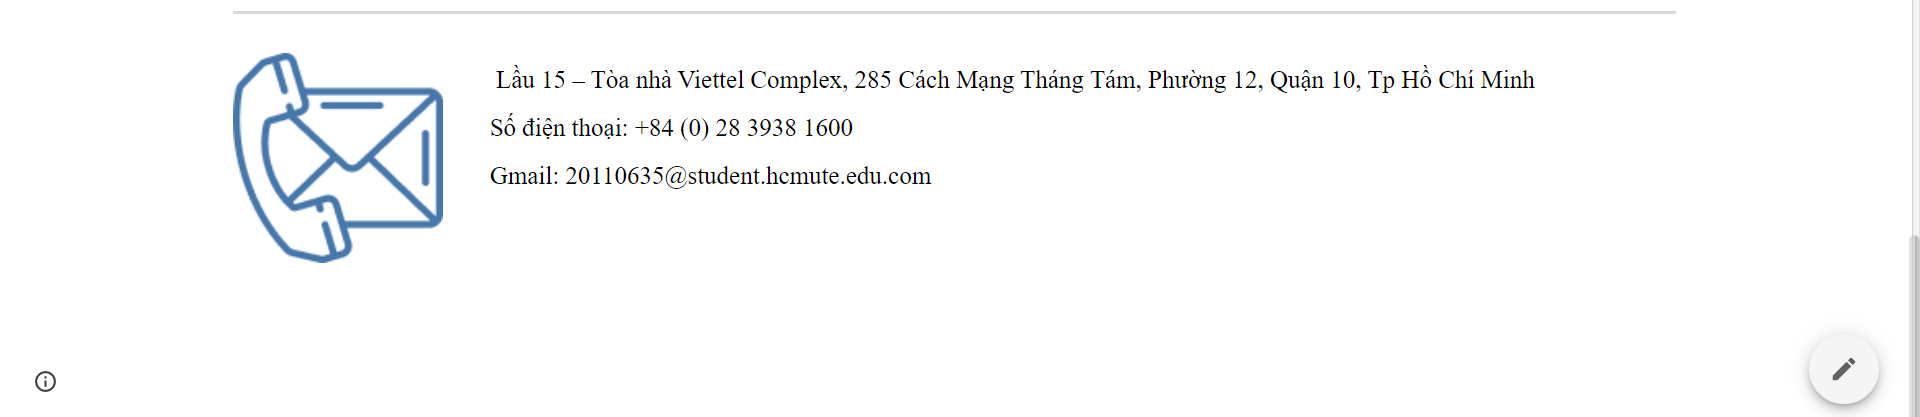 Lầu 15 – Tòa nhà Viettel Complex, 285 Cách Mạng Tháng Tám, Phường 12, Quận 10, Tp Hồ Chí Minh
Số điện thoại: +84 (0) 28 3938 1600
Gmail: 20110635@student.hcmute.edu.com